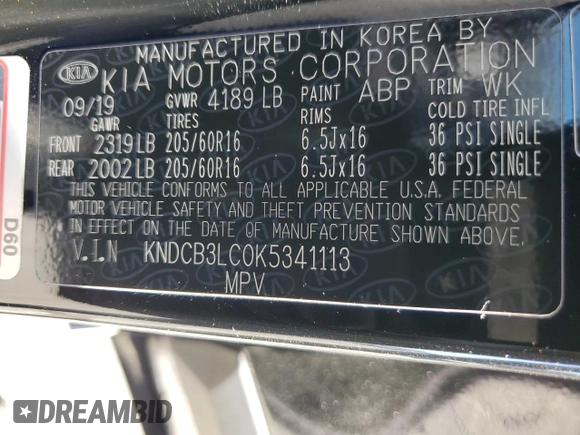 MANUFACTURED IN KOREA BY
KIA KIA MOTORS CORPORATION
09/19 GVWR 4189 LB PAINT ABP TRIM WK
GAWR TIRES RIMS COLD TIRE INFL
FRONT 2319 LB 205/60R16 6.5Jx16 36 PSI SINGLE
REAR 2002 LB 205/60R16 6.5Jx16 36 PSI SINGLE
THIS VEHICLE CONFORMS TO ALL APPLICABLE U.S.A. FEDERAL
MOTOR VEHICLE SAFETY AND THEFT PREVENTION STANDARDS
IN EFFECT ON THE DATE OF MANUFACTURE SHOWN ABOVE.
V.I.N KNDCB3LC0K5341113
MPV
D60
DREAMBID